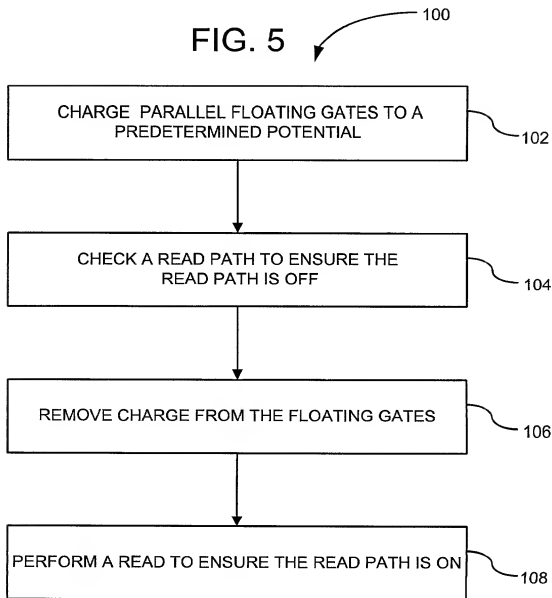 FIG. 5
100
CHARGE PARALLEL FLOATING GATES TO A
PREDETERMINED POTENTIAL
102
CHECK A READ PATH TO ENSURE THE
READ PATH IS OFF
104
REMOVE CHARGE FROM THE FLOATING GATES
106
PERFORM A READ TO ENSURE THE READ PATH IS ON
108